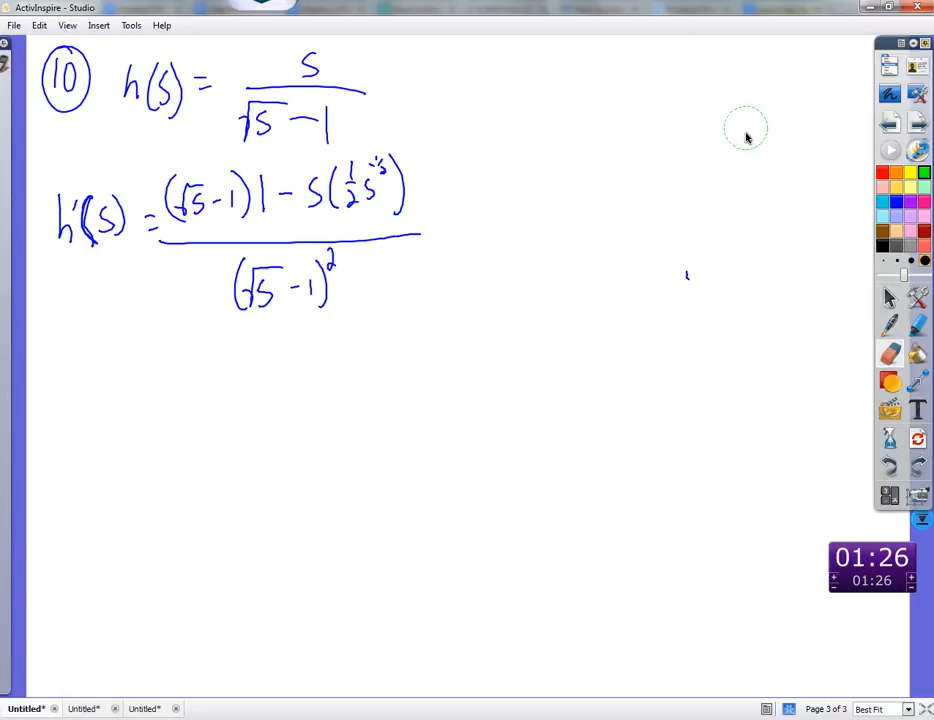 ActivInspire - Studio
File Edit View Insert Tools Help
10 h(s) = s / (√s - 1)
h'(s) = ((√s - 1) 1 - s(1/2 s^-1/2)) / (√s - 1)^2
01:26
01:26
Untitled* Untitled* Untitled* Page 3 of 3 Best Fit